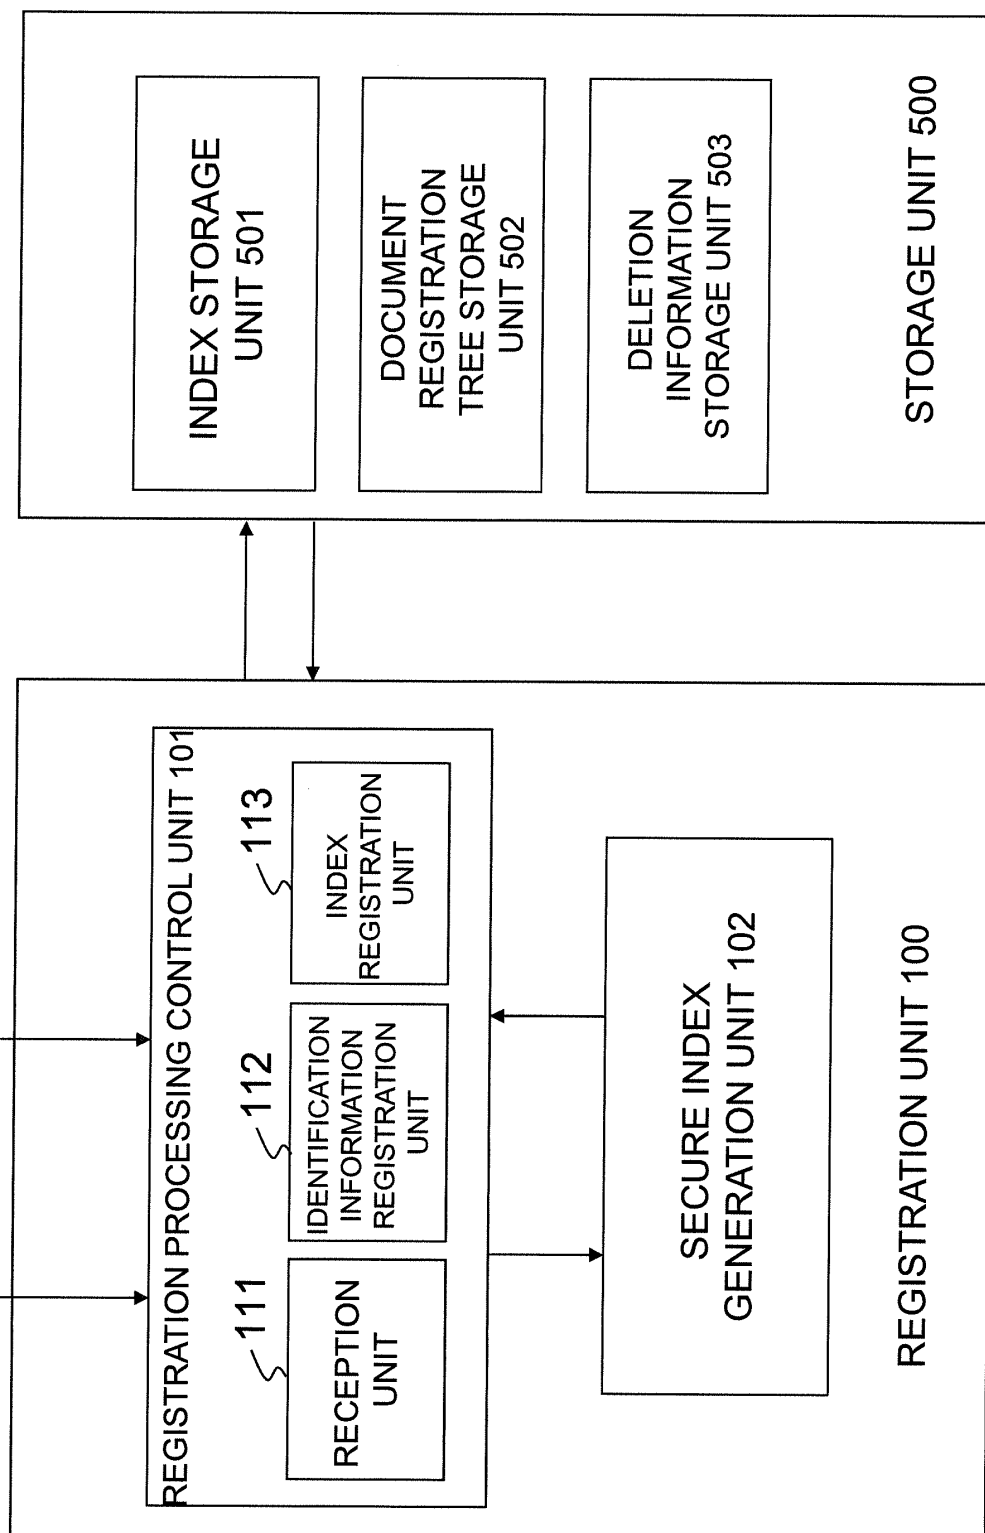 REGISTRATION PROCESSING CONTROL UNIT 101
111
RECEPTION
UNIT
112
IDENTIFICATION
INFORMATION
REGISTRATION
UNIT
113
INDEX
REGISTRATION
UNIT
SECURE INDEX
GENERATION UNIT 102
REGISTRATION UNIT 100
INDEX STORAGE
UNIT 501
DOCUMENT
REGISTRATION
TREE STORAGE
UNIT 502
DELETION
INFORMATION
STORAGE UNIT 503
STORAGE UNIT 500